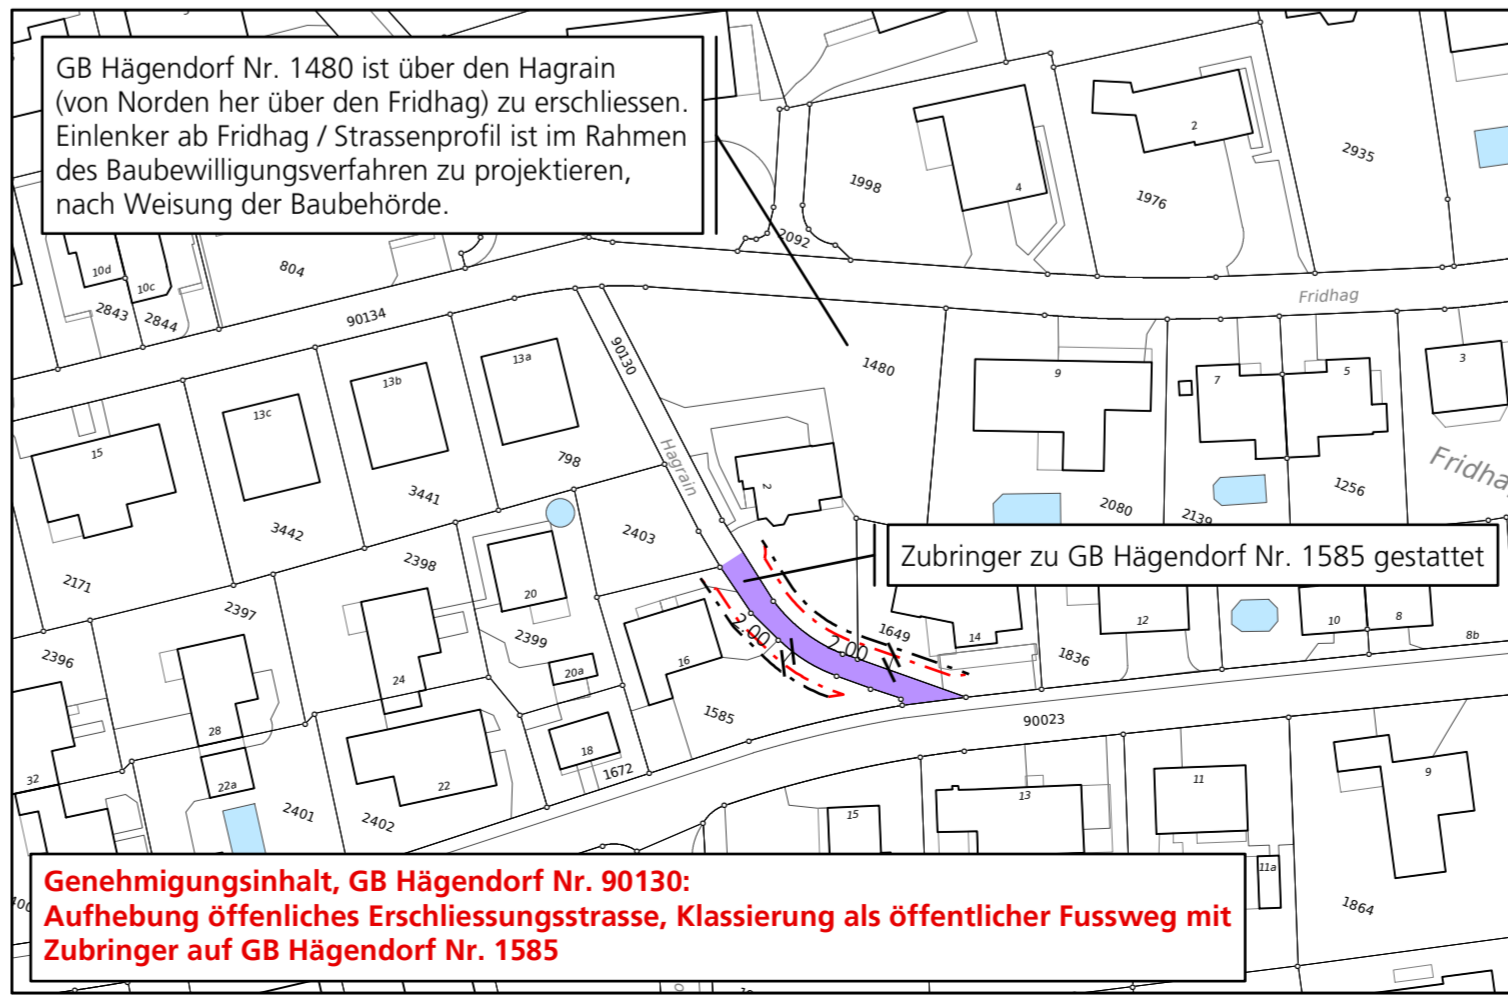 GB Hägendorf Nr. 1480 ist über den Hagrain
(von Norden her über den Fridhag) zu erschliessen.
Einlenker ab Fridhag / Strassenprofil ist im Rahmen
des Baubewilligungsverfahren zu projektieren,
nach Weisung der Baubehörde.
1998
4
2
1976
2935
2092
10d
10c
804
2843
2844
90134
Fridhag
90130
1480
13a
13b
13c
15
9
7
5
3
798
Hagrain
3441
3442
2
2403
2080
2139
1256
Fridha
Zubringer zu GB Hägendorf Nr. 1585 gestattet
2171
2398
2397
20
2399
2396
24
20a
16
2.00
2.00
1649
14
1836
12
10
8
8b
28
1585
90023
18
1672
32
22a
22
2401
2402
15
13
11
9
11a
1864
Genehmigungsinhalt, GB Hägendorf Nr. 90130:
Aufhebung öffenliches Erschliessungsstrasse, Klassierung als öffentlicher Fussweg mit
Zubringer auf GB Hägendorf Nr. 1585